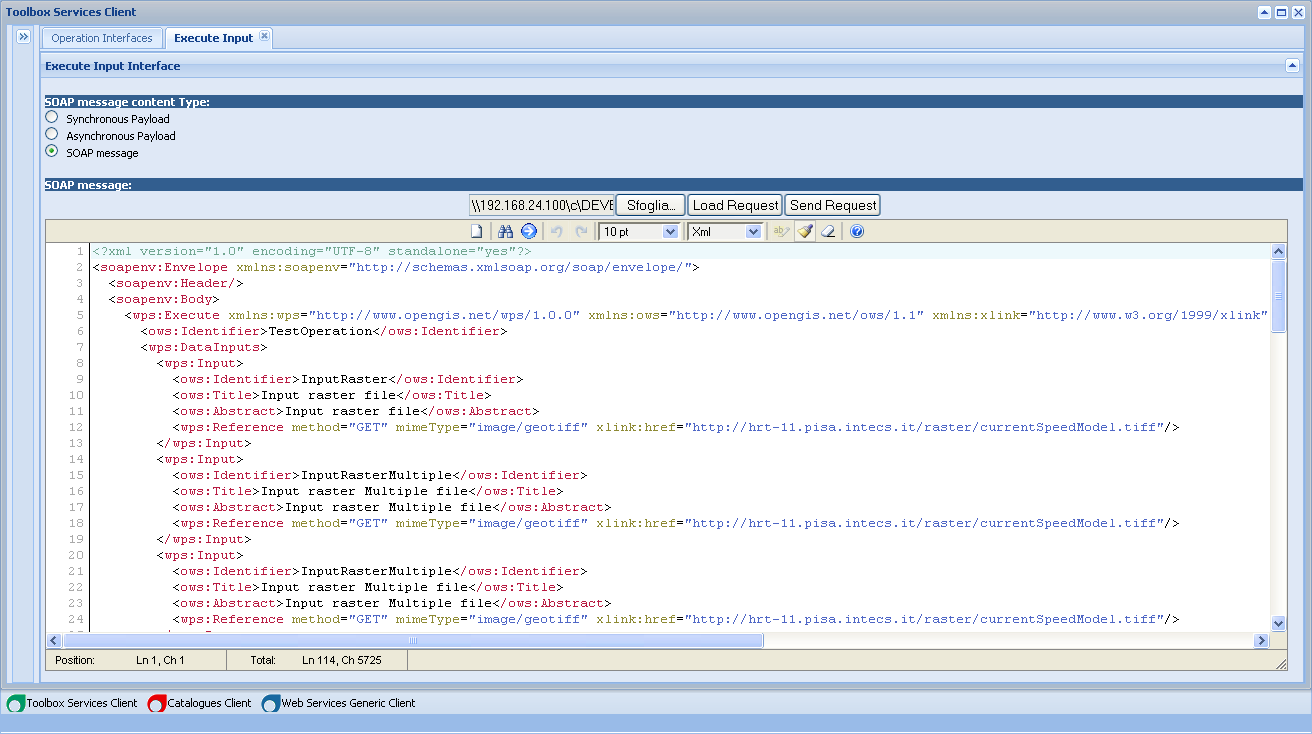 Toolbox Services Client
Operation Interfaces Execute Input
Execute Input Interface
SOAP message content Type:
Synchronous Payload
Asynchronous Payload
SOAP message
SOAP message:
\\192.168.24.100\c\DEVE Sfoglia... Load Request Send Request
10 pt Xml
1 <?xml version="1.0" encoding="UTF-8" standalone="yes"?>
2 <soapenv:Envelope xmlns:soapenv="http://schemas.xmlsoap.org/soap/envelope/">
3 <soapenv:Header/>
4 <soapenv:Body>
5 <wps:Execute xmlns:wps="http://www.opengis.net/wps/1.0.0" xmlns:ows="http://www.opengis.net/ows/1.1" xmlns:xlink="http://www.w3.org/1999/xlink"
6 <ows:Identifier>TestOperation</ows:Identifier>
7 <wps:DataInputs>
8 <wps:Input>
9 <ows:Identifier>InputRaster</ows:Identifier>
10 <ows:Title>Input raster file</ows:Title>
11 <ows:Abstract>Input raster file</ows:Abstract>
12 <wps:Reference method="GET" mimeType="image/geotiff" xlink:href="http://hrt-11.pisa.intecs.it/raster/currentSpeedModel.tiff"/>
13 </wps:Input>
14 <wps:Input>
15 <ows:Identifier>InputRasterMultiple</ows:Identifier>
16 <ows:Title>Input raster Multiple file</ows:Title>
17 <ows:Abstract>Input raster Multiple file</ows:Abstract>
18 <wps:Reference method="GET" mimeType="image/geotiff" xlink:href="http://hrt-11.pisa.intecs.it/raster/currentSpeedModel.tiff"/>
19 </wps:Input>
20 <wps:Input>
21 <ows:Identifier>InputRasterMultiple</ows:Identifier>
22 <ows:Title>Input raster Multiple file</ows:Title>
23 <ows:Abstract>Input raster Multiple file</ows:Abstract>
24 <wps:Reference method="GET" mimeType="image/geotiff" xlink:href="http://hrt-11.pisa.intecs.it/raster/currentSpeedModel.tiff"/>
Position: Ln 1, Ch 1 Total: Ln 114, Ch 5725
Toolbox Services Client Catalogues Client Web Services Generic Client